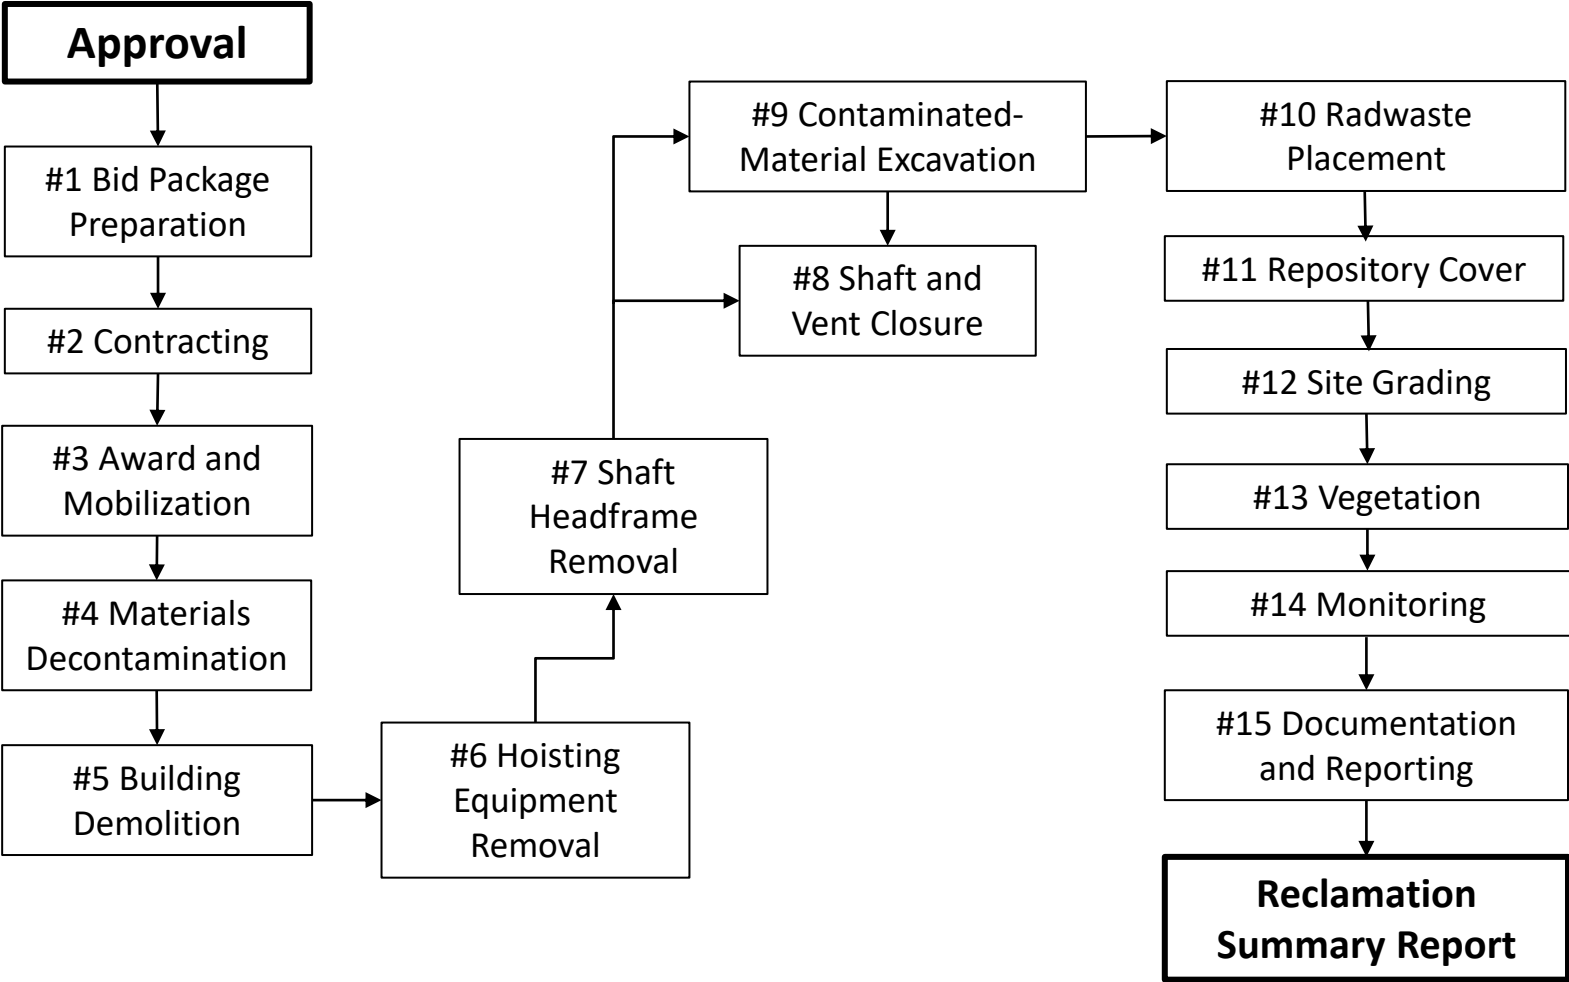 Approval
#1 Bid Package
Preparation
#2 Contracting
#3 Award and
Mobilization
#4 Materials
Decontamination
#5 Building
Demolition
#6 Hoisting
Equipment
Removal
#7 Shaft
Headframe
Removal
#9 Contaminated-
Material Excavation
#8 Shaft and
Vent Closure
#10 Radwaste
Placement
#11 Repository Cover
#12 Site Grading
#13 Vegetation
#14 Monitoring
#15 Documentation
and Reporting
Reclamation
Summary Report